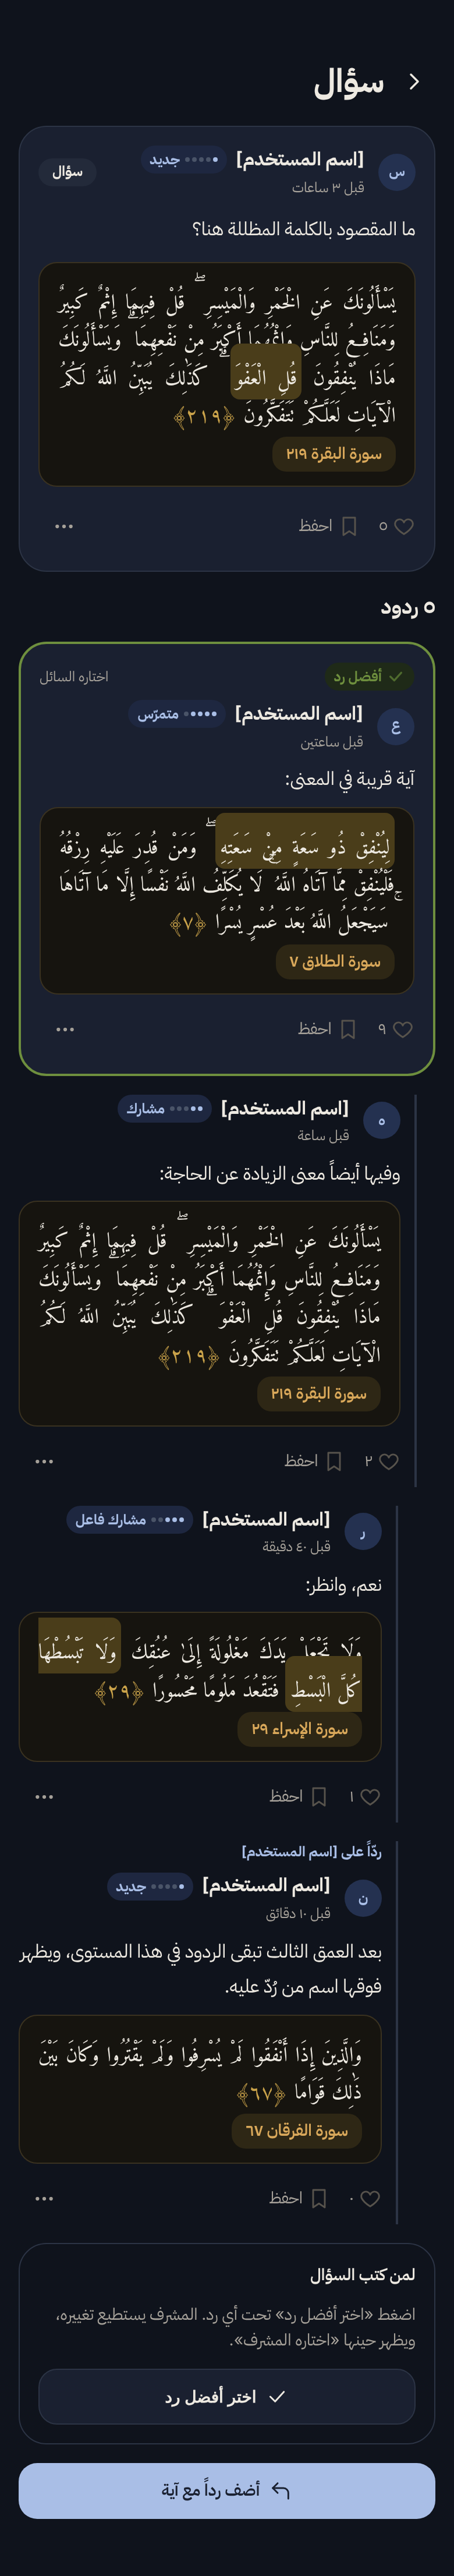 سؤال
س
[اسم المستخدم]
جديد
سؤال
قبل ٣ ساعات
ما المقصود بالكلمة المظللة هنا؟
يَسْأَلُونَكَ عَنِ الْخَمْرِ وَالْمَيْسِرِ ۖ قُلْ فِيهِمَا إِثْمٌ كَبِيرٌ
وَمَنَافِعُ لِلنَّاسِ وَإِثْمُهُمَا أَكْبَرُ مِنْ نَفْعِهِمَا ۗ وَيَسْأَلُونَكَ
مَاذَا يُنْفِقُونَ قُلِ الْعَفْوَ ۗ كَذَٰلِكَ يُبَيِّنُ اللَّهُ لَكُمُ
الْآيَاتِ لَعَلَّكُمْ تَتَفَكَّرُونَ ﴿٢١٩﴾
سورة البقرة ٢١٩
٥
احفظ
٥ ردود
أفضل رد
اختاره السائل
ع
[اسم المستخدم]
متمرّس
قبل ساعتين
آية قريبة في المعنى:
لِيُنْفِقْ ذُو سَعَةٍ مِنْ سَعَتِهِ ۖ وَمَنْ قُدِرَ عَلَيْهِ رِزْقُهُ
فَلْيُنْفِقْ مِمَّا آتَاهُ اللَّهُ ۚ لَا يُكَلِّفُ اللَّهُ نَفْسًا إِلَّا مَا آتَاهَا ۚ
سَيَجْعَلُ اللَّهُ بَعْدَ عُسْرٍ يُسْرًا ﴿٧﴾
سورة الطلاق ٧
٩
احفظ
ه
[اسم المستخدم]
مشارك
قبل ساعة
وفيها أيضاً معنى الزيادة عن الحاجة:
يَسْأَلُونَكَ عَنِ الْخَمْرِ وَالْمَيْسِرِ ۖ قُلْ فِيهِمَا إِثْمٌ كَبِيرٌ
وَمَنَافِعُ لِلنَّاسِ وَإِثْمُهُمَا أَكْبَرُ مِنْ نَفْعِهِمَا ۗ وَيَسْأَلُونَكَ
مَاذَا يُنْفِقُونَ قُلِ الْعَفْوَ ۗ كَذَٰلِكَ يُبَيِّنُ اللَّهُ لَكُمُ
الْآيَاتِ لَعَلَّكُمْ تَتَفَكَّرُونَ ﴿٢١٩﴾
سورة البقرة ٢١٩
٢
احفظ
ر
[اسم المستخدم]
مشارك فاعل
قبل ٤٠ دقيقة
نعم، وانظر:
وَلَا تَجْعَلْ يَدَكَ مَغْلُولَةً إِلَىٰ عُنُقِكَ وَلَا تَبْسُطْهَا
كُلَّ الْبَسْطِ فَتَقْعُدَ مَلُومًا مَحْسُورًا ﴿٢٩﴾
سورة الإسراء ٢٩
١
احفظ
ردّاً على [اسم المستخدم]
ن
[اسم المستخدم]
جديد
قبل ١٠ دقائق
بعد العمق الثالث تبقى الردود في هذا المستوى، ويظهر
فوقها اسم من رُدّ عليه.
وَالَّذِينَ إِذَا أَنْفَقُوا لَمْ يُسْرِفُوا وَلَمْ يَقْتُرُوا وَكَانَ بَيْنَ
ذَٰلِكَ قَوَامًا ﴿٦٧﴾
سورة الفرقان ٦٧
٠
احفظ
لمن كتب السؤال
اضغط «اختر أفضل رد» تحت أي رد. المشرف يستطيع تغييره،
ويظهر حينها «اختاره المشرف».
اختر أفضل رد
أضف رداً مع آية